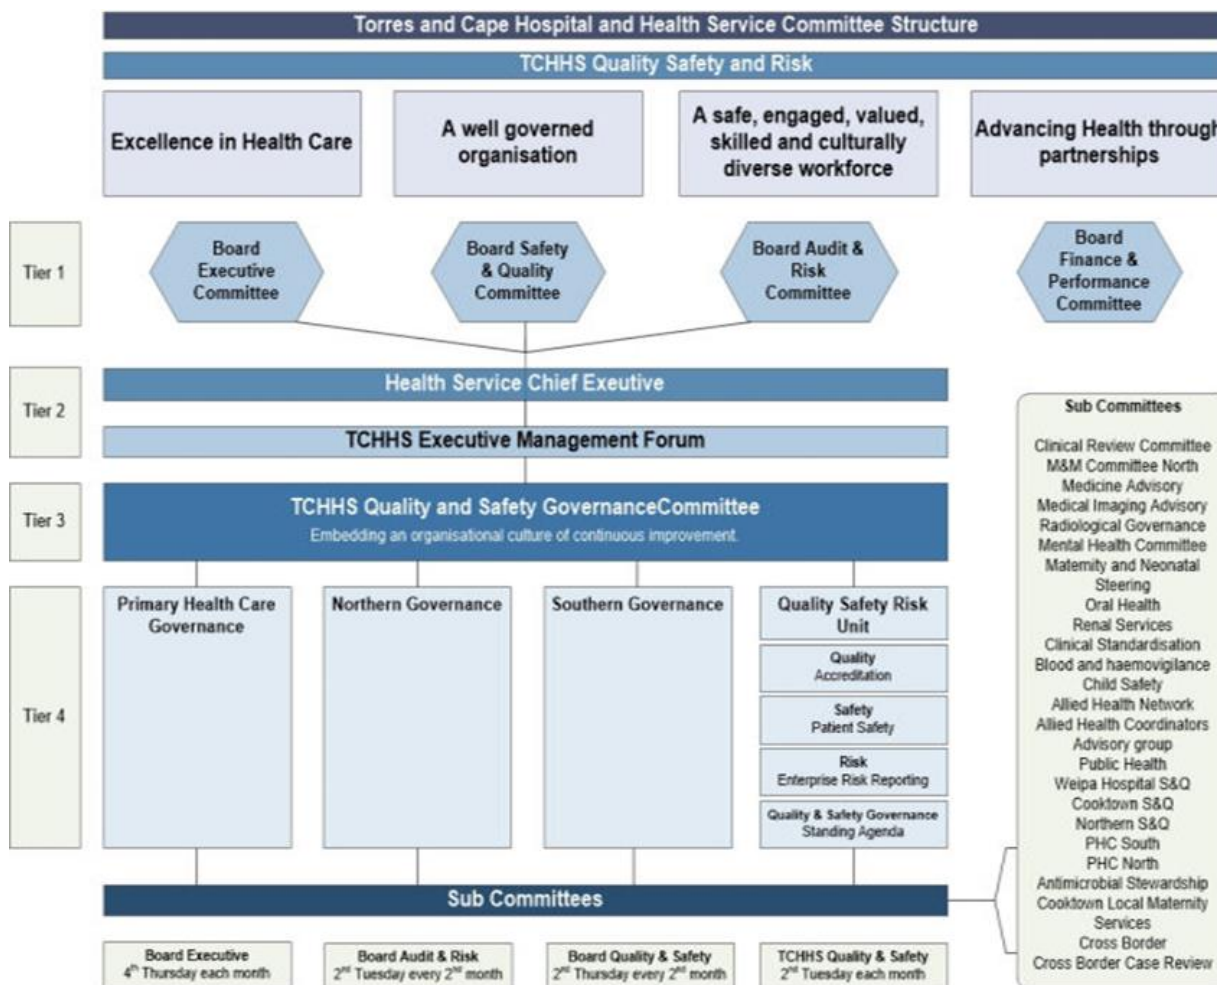 Torres and Cape Hospital and Health Service Committee Structure
TCHHS Quality Safety and Risk
Excellence in Health Care
A well governed
organisation
A safe, engaged, valued,
skilled and culturally
diverse workforce
Advancing Health through
partnerships
Tier 1
Board
Executive
Committee
Board Safety
& Quality
Committee
Board Audit &
Risk
Committee
Board
Finance &
Performance
Committee
Tier 2
Health Service Chief Exeutive
TCHHS Executive Management Forum
Tier 3
TCHHS Quality and Safety GovernanceCommittee
Embedding an organisational culture of continuous improvement.
Tier 4
Primary Health Care
Governance
Northern Governance
Southern Governance
Quality Safety Risk
Unit
Quality
Accreditation
Safety
Patient Safety
Risk
Enterprise Risk Reporting
Quality & Safety Governance
Standing Agenda
Sub Committees
Board Executive
4th Thursday each month
Board Audit & Risk
2nd Tuesday every 2nd month
Board Quality & Safety
2nd Thursday every 2nd month
TCHHS Quality & Safety
2nd Tuesday each month
Sub Committees
Clinical Review Committee
M&M Committee North
Medicine Advisory
Medical Imaging Advisory
Radiological Governance
Mental Health Committee
Maternity and Neonatal
Steering
Oral Health
Renal Services
Clinical Standardisation
Blood and haemovigilance
Child Safety
Allied Health Network
Allied Health Coordinators
Advisory group
Public Health
Weipa Hospital S&Q
Cooktown S&Q
Northern S&Q
PHC South
PHC North
Antimicrobial Stewardship
Cooktown Local Maternity
Services
Cross Border
Cross Border Case Review